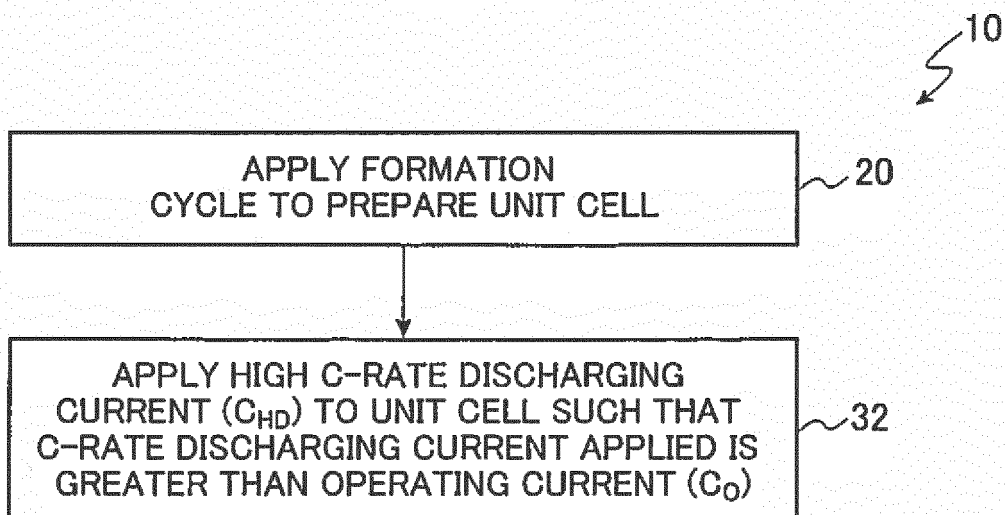 10
APPLY FORMATION
CYCLE TO PREPARE UNIT CELL
20
APPLY HIGH C-RATE DISCHARGING
CURRENT (CHD) TO UNIT CELL SUCH THAT
C-RATE DISCHARGING CURRENT APPLIED IS
GREATER THAN OPERATING CURRENT (CO)
32